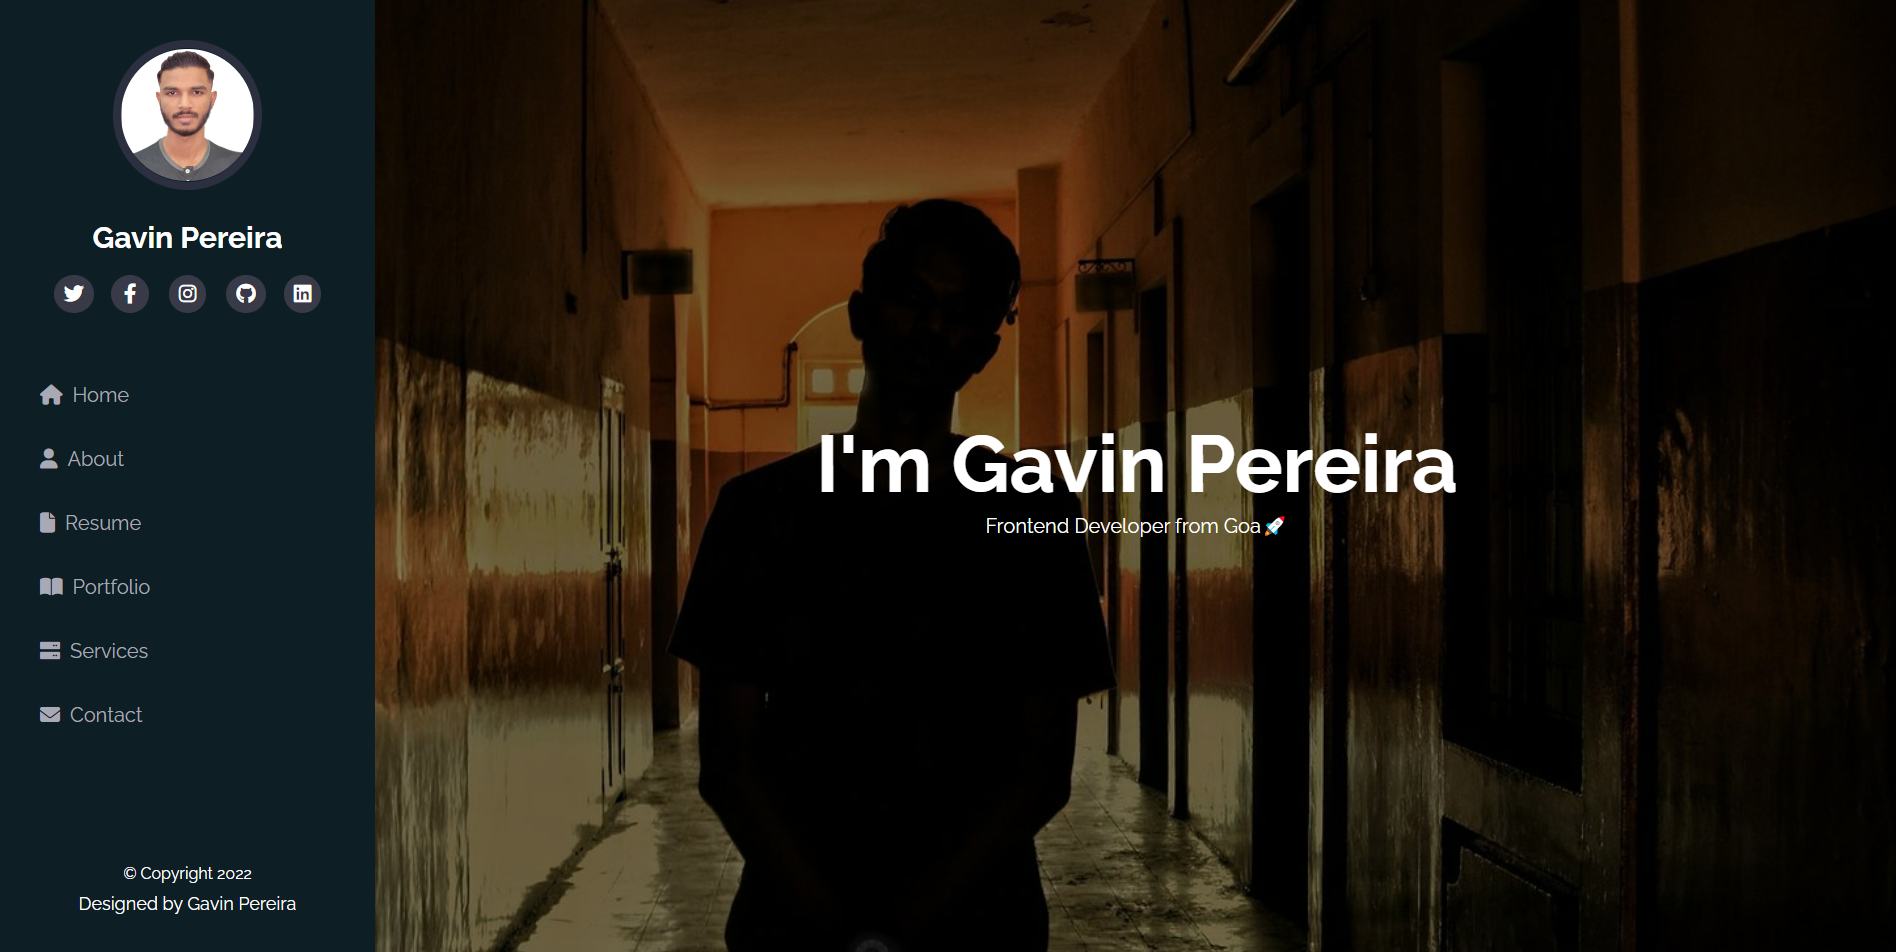 Gavin Pereira
Home
About
Resume
Portfolio
Services
Contact
© Copyright 2022
Designed by Gavin Pereira
I'm Gavin Pereira
Frontend Developer from Goa🚀